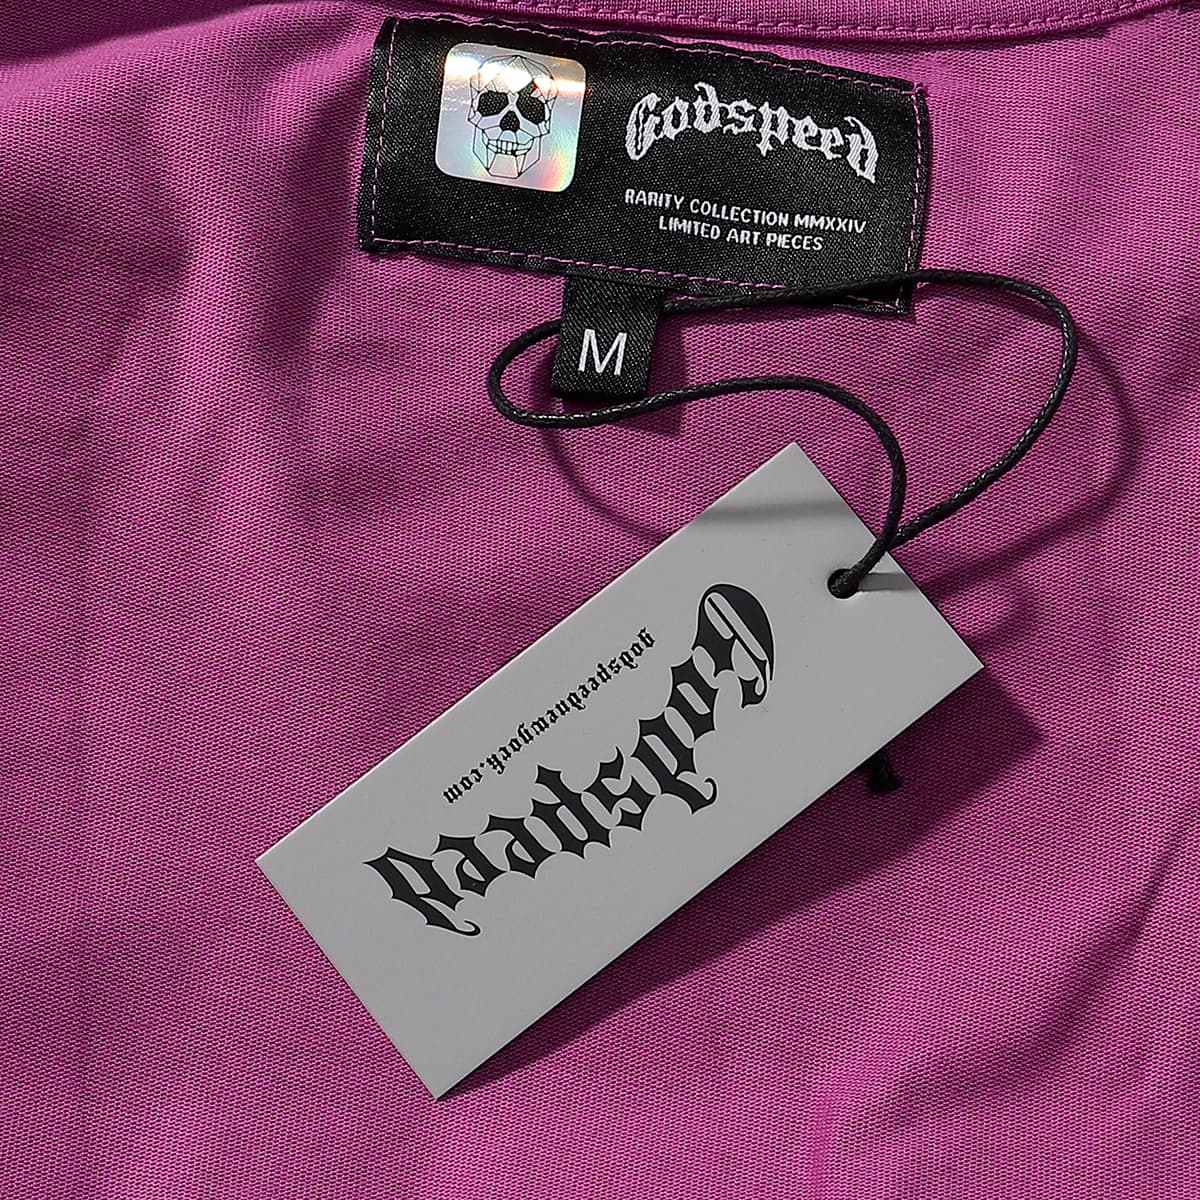 Godspeed
RARITY COLLECTION MMXXIV
LIMITED ART PIECES
M
Godspeed
godspeednewyork.com